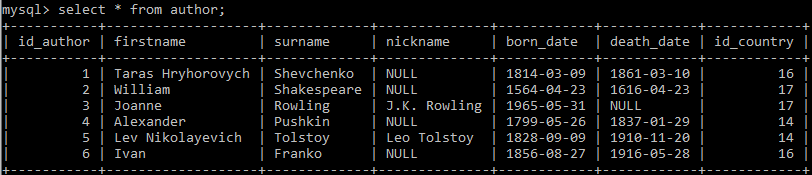 mysql> select * from author;
+-----------+-------------------+-------------+--------------+------------+------------+------------+
| id_author | firstname         | surname     | nickname     | born_date  | death_date | id_country |
+-----------+-------------------+-------------+--------------+------------+------------+------------+
|         1 | Taras Hryhorovych | Shevchenko  | NULL         | 1814-03-09 | 1861-03-10 |         16 |
|         2 | William           | Shakespeare | NULL         | 1564-04-23 | 1616-04-23 |         17 |
|         3 | Joanne            | Rowling     | J.K. Rowling | 1965-05-31 | NULL       |         17 |
|         4 | Alexander         | Pushkin     | NULL         | 1799-05-26 | 1837-01-29 |         14 |
|         5 | Lev Nikolayevich  | Tolstoy     | Leo Tolstoy  | 1828-09-09 | 1910-11-20 |         14 |
|         6 | Ivan              | Franko      | NULL         | 1856-08-27 | 1916-05-28 |         16 |
+-----------+-------------------+-------------+--------------+------------+------------+------------+